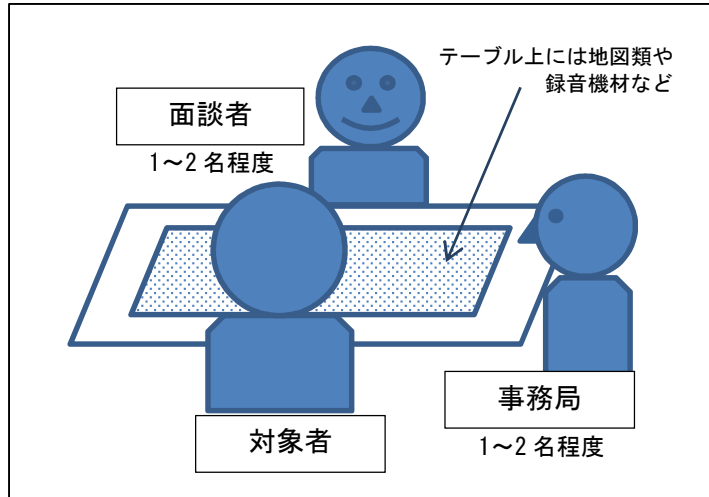 テーブル上には地図類や
録音機材など
面談者
1～2 名程度
対象者
事務局
1～2 名程度